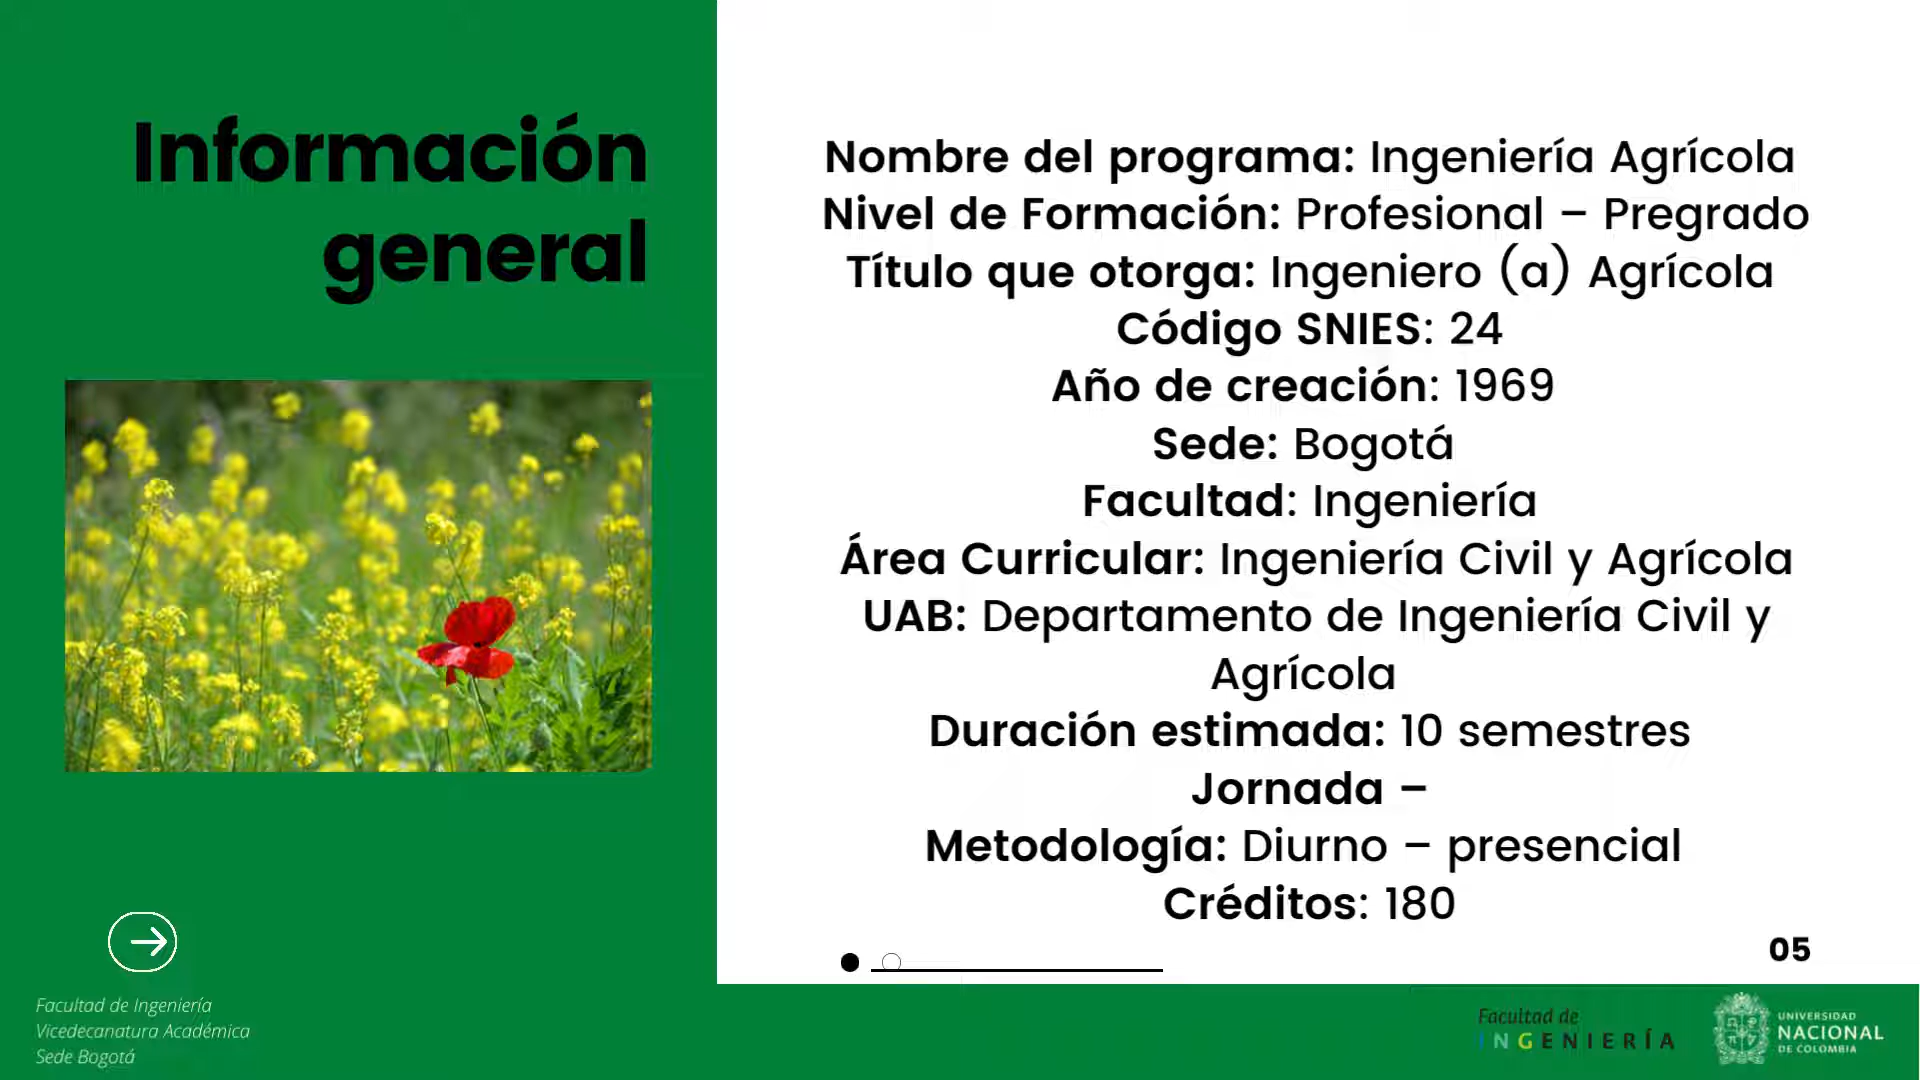 Información
general
Nombre del programa: Ingeniería Agrícola
Nivel de Formación: Profesional – Pregrado
Título que otorga: Ingeniero (a) Agrícola
Código SNIES: 24
Año de creación: 1969
Sede: Bogotá
Facultad: Ingeniería
Área Curricular: Ingeniería Civil y Agrícola
UAB: Departamento de Ingeniería Civil y
Agrícola
Duración estimada: 10 semestres
Jornada –
Metodología: Diurno – presencial
Créditos: 180
05
Facultad de Ingeniería
Vicedecanatura Académica
Sede Bogotá
Facultad de
INGENIERÍA
UNIVERSIDAD
NACIONAL
DE COLOMBIA